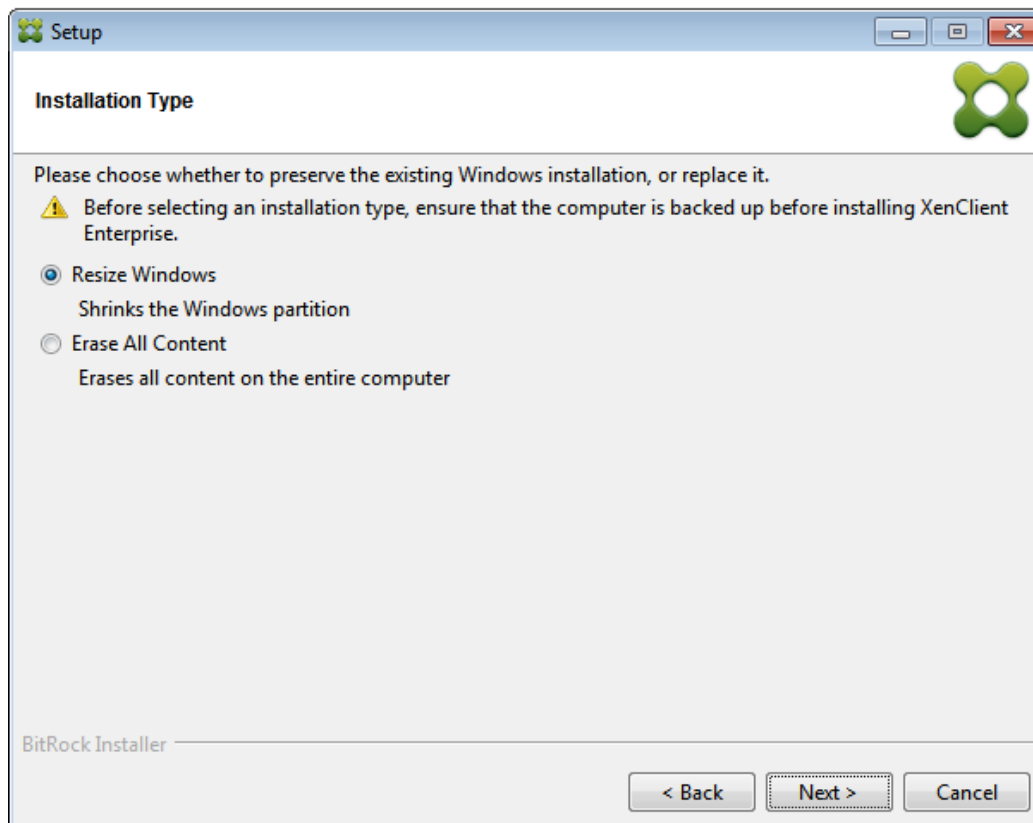 Setup
Installation Type
Please choose whether to preserve the existing Windows installation, or replace it.
Before selecting an installation type, ensure that the computer is backed up before installing XenClient
Enterprise.
Resize Windows
Shrinks the Windows partition
Erase All Content
Erases all content on the entire computer
BitRock Installer
< Back Next > Cancel